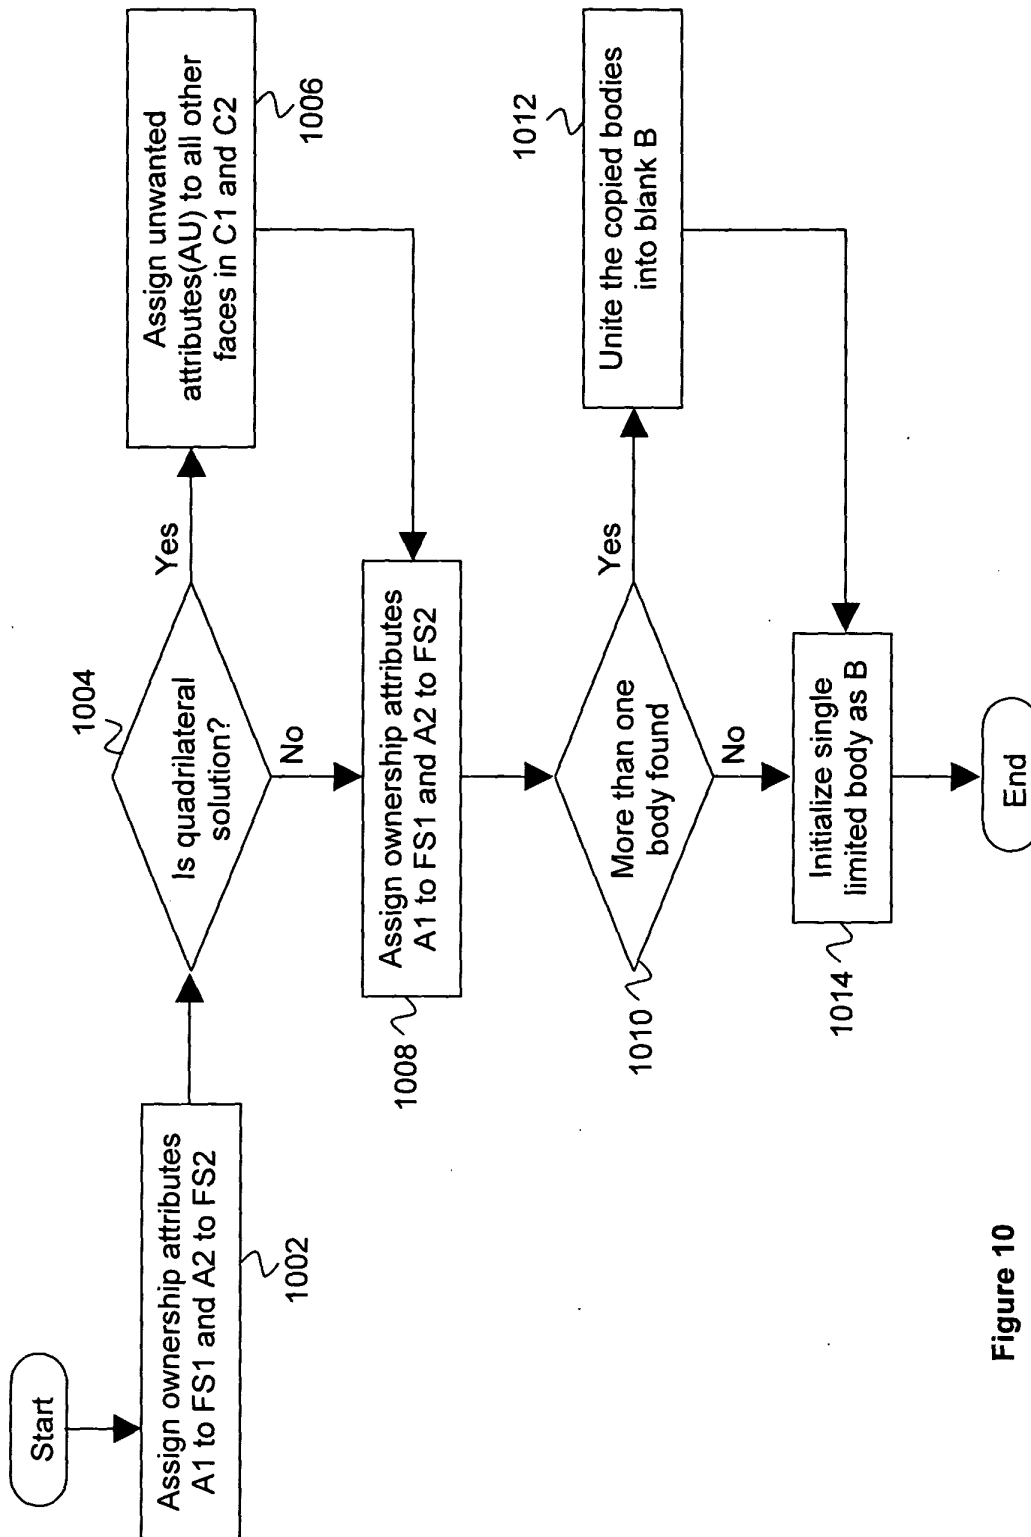 Start
Assign ownership attributes
A1 to FS1 and A2 to FS2
1002
1004
Is quadrilateral
solution?
Yes
No
Assign unwanted
attributes(AU) to all other
faces in C1 and C2
1006
Assign ownership attributes
A1 to FS1 and A2 to FS2
1008
More than one
body found
1010
Yes
No
Unite the copied bodies
into blank B
1012
Initialize single
limited body as B
1014
End
Figure 10